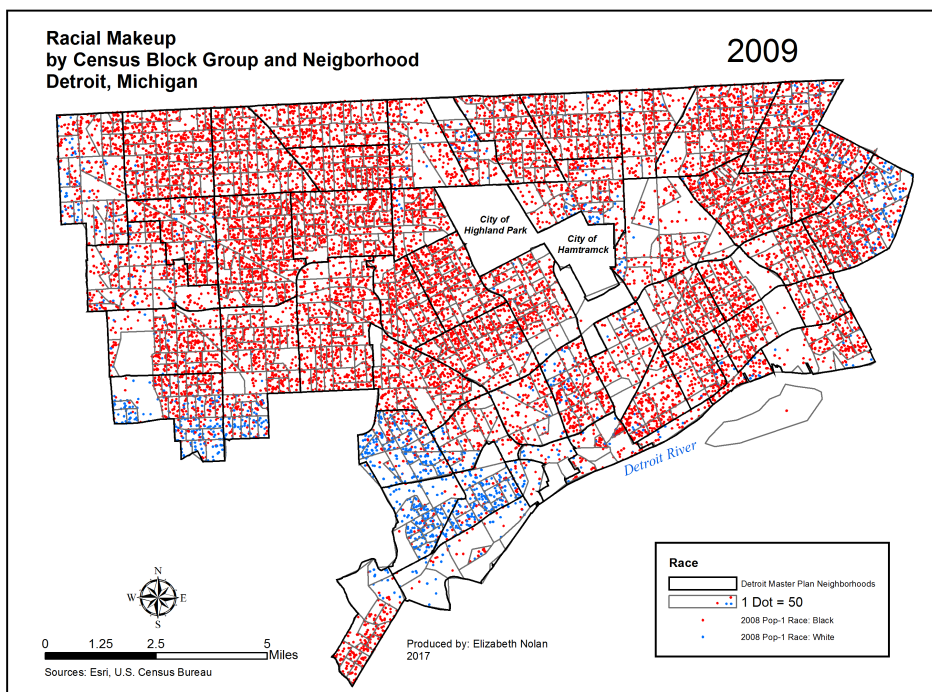 Racial Makeup
by Census Block Group and Neigborhood
Detroit, Michigan
2009
City of
Highland Park
City of
Hamtramck
Detroit River
Race
Detroit Master Plan Neighborhoods
1 Dot = 50
2008 Pop-1 Race: Black
2008 Pop-1 Race: White
N
W
E
S
0 1.25 2.5 5
Miles
Sources: Esri, U.S. Census Bureau
Produced by: Elizabeth Nolan
2017